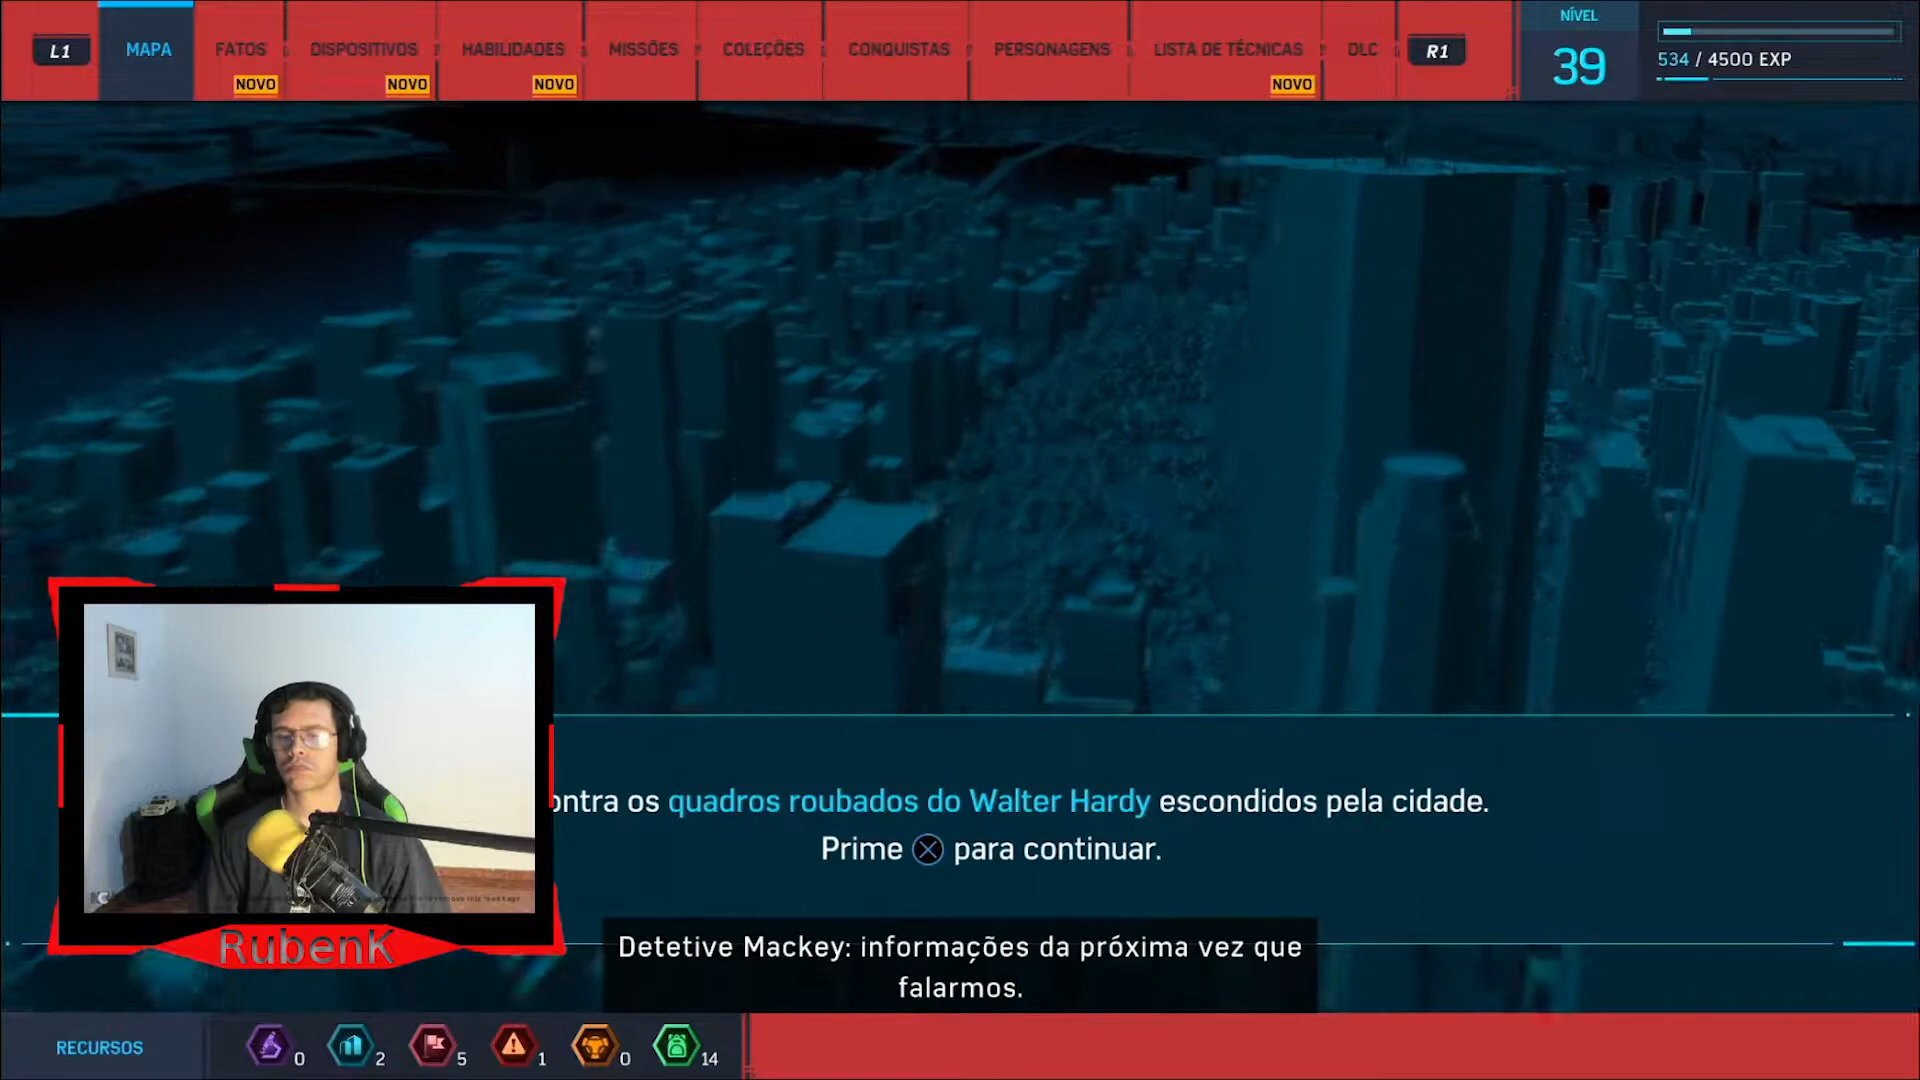 L1
MAPA
FATOS
NOVO
DISPOSITIVOS
NOVO
HABILIDADES
NOVO
MISSÕES
COLEÇÕES
CONQUISTAS
PERSONAGENS
LISTA DE TÉCNICAS
NOVO
DLC
R1
NÍVEL
39
534 / 4500 EXP
ontra os quadros roubados do Walter Hardy escondidos pela cidade.
Prime para continuar.
RubenK
Detetive Mackey: informações da próxima vez que
falarmos.
RECURSOS
0
2
5
1
0
14